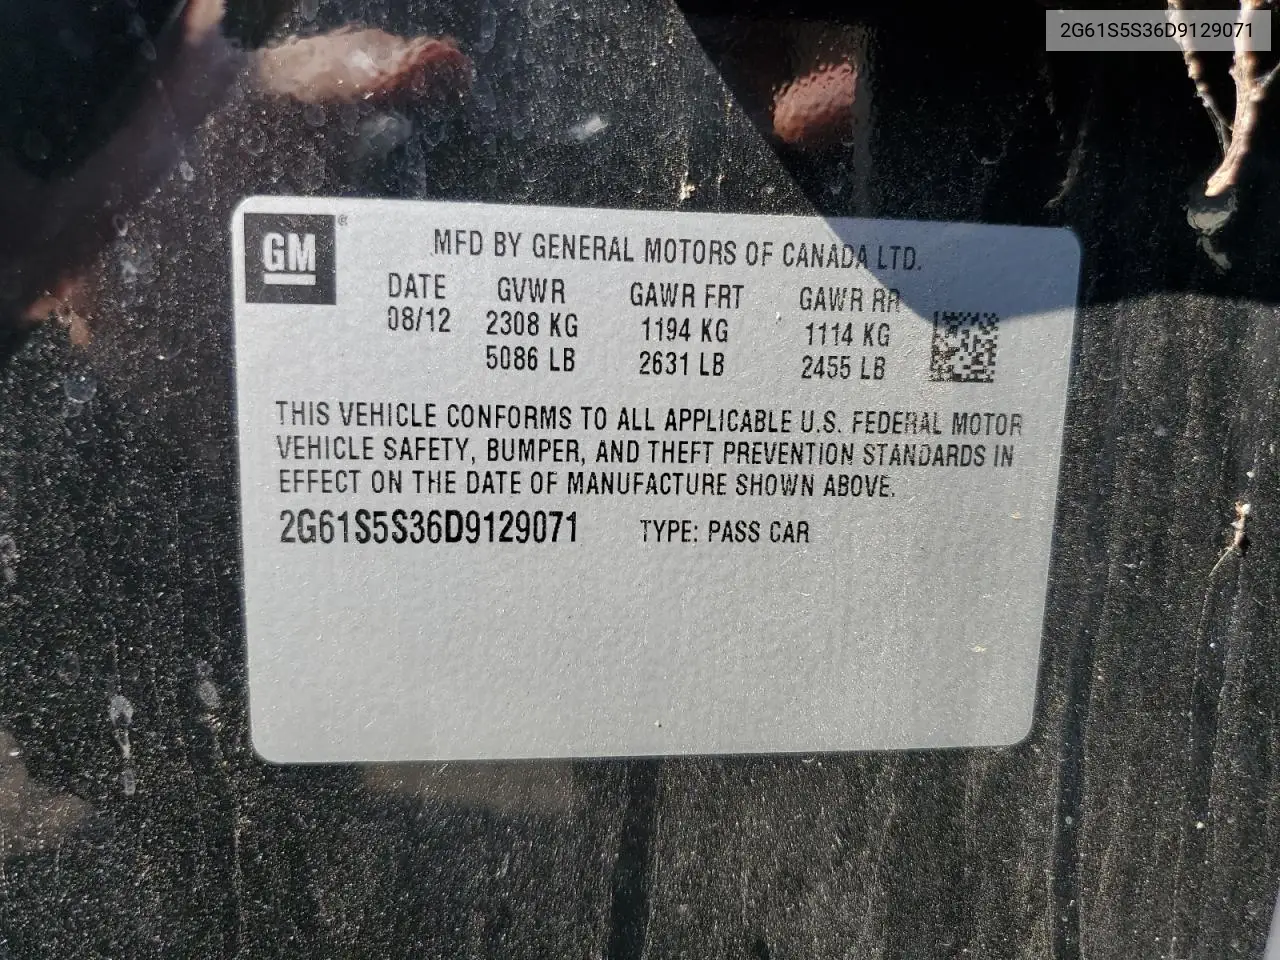 2G61S5S36D9129071
GM ®
MFD BY GENERAL MOTORS OF CANADA LTD.
DATE GVWR GAWR FRT GAWR RR
08/12 2308 KG 1194 KG 1114 KG
5086 LB 2631 LB 2455 LB
THIS VEHICLE CONFORMS TO ALL APPLICABLE U.S. FEDERAL MOTOR
VEHICLE SAFETY, BUMPER, AND THEFT PREVENTION STANDARDS IN
EFFECT ON THE DATE OF MANUFACTURE SHOWN ABOVE.
2G61S5S36D9129071 TYPE: PASS CAR